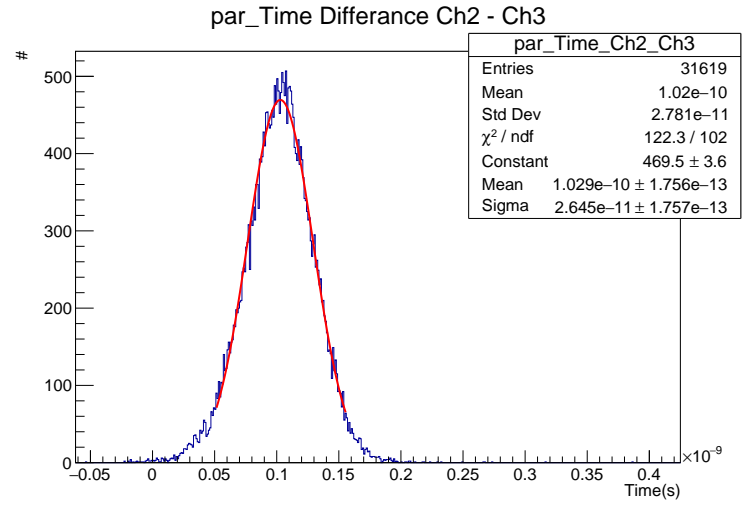 par_Time Differance Ch2 - Ch3
#
par_Time_Ch2_Ch3
Entries 31619
Mean 1.02e−10
Std Dev 2.781e−11
χ² / ndf 122.3 / 102
Constant 469.5 ± 3.6
Mean 1.029e−10 ± 1.756e−13
Sigma 2.645e−11 ± 1.757e−13
500
400
300
200
100
0
−0.05 0 0.05 0.1 0.15 0.2 0.25 0.3 0.35 0.4
×10⁻⁹
Time(s)